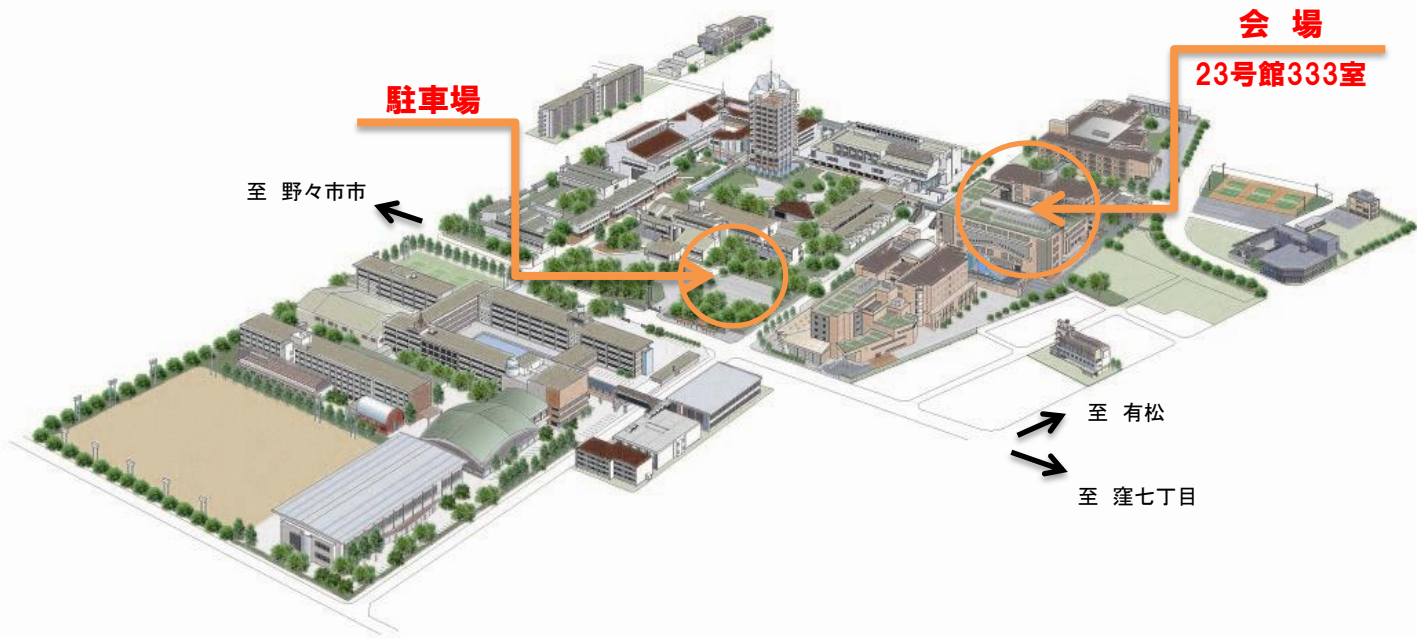 会 場
23号館333室
駐車場
至 野々市市
至 有松
至 窪七丁目